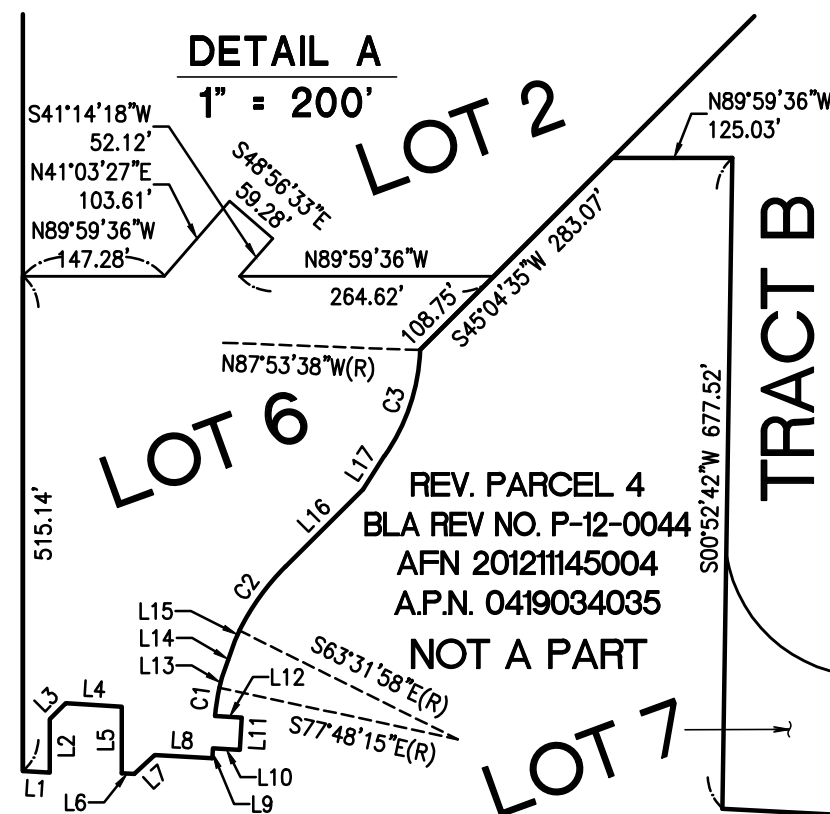 DETAIL A
1" = 200'
LOT 2
S41°14'18"W
52.12'
N41°03'27"E
103.61'
N89°59'36"W
147.28'
S48°56'33"E
59.28'
N89°59'36"W
264.62'
N89°59'36"W
125.03'
108.75'
S45°04'35"W 283.07'
N87°53'38"W(R)
TRACT B
C3
LOT 6
L17
REV. PARCEL 4
BLA REV NO. P-12-0044
AFN 201211145004
A.P.N. 0419034035
NOT A PART
S00°52'42"W 677.52'
515.14'
L16
C2
L15
L14
L13
S63°31'58"E(R)
S77°48'15"E(R)
C1
L12
L11
L3
L4
L2
L5
L8
L10
L1
L6
L7
L9
LOT 7